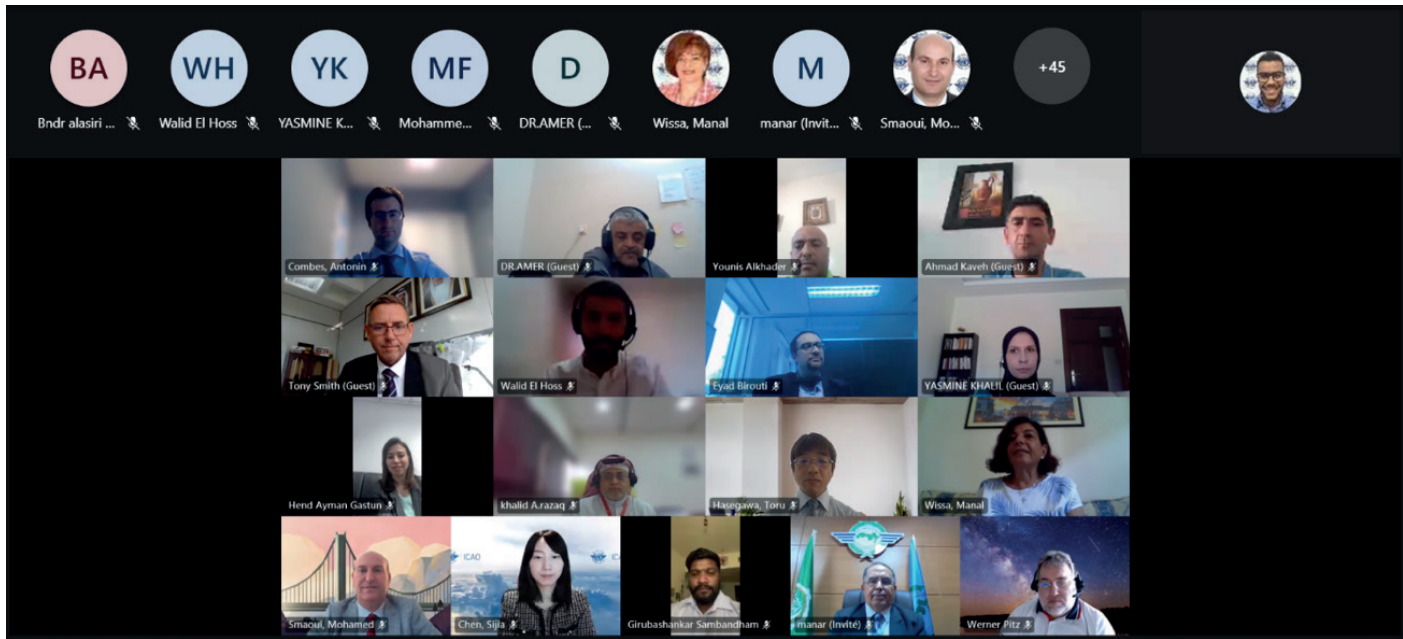 BA
WH
YK
MF
D
M
+45
Bndr alasiri ...
Walid El Hoss
YASMINE K...
Mohamme...
DR.AMER (...
Wissa, Manal
manar (Invit...
Smaoui, Mo...
Combes, Antonin
DR.AMER (Guest)
Younis Alkhader
Ahmad Kaveh (Guest)
Tony Smith (Guest)
Walid El Hoss
Eyad Birouti
YASMINE KHALIL (Guest)
Hend Ayman Gastun
khalid A.razaq
Hasegawa, Toru
Wissa, Manal
ICAO
Smaoui, Mohamed
Chen, Sijia
Girubashankar Sambandham
manar (Invité)
Werner Pitz